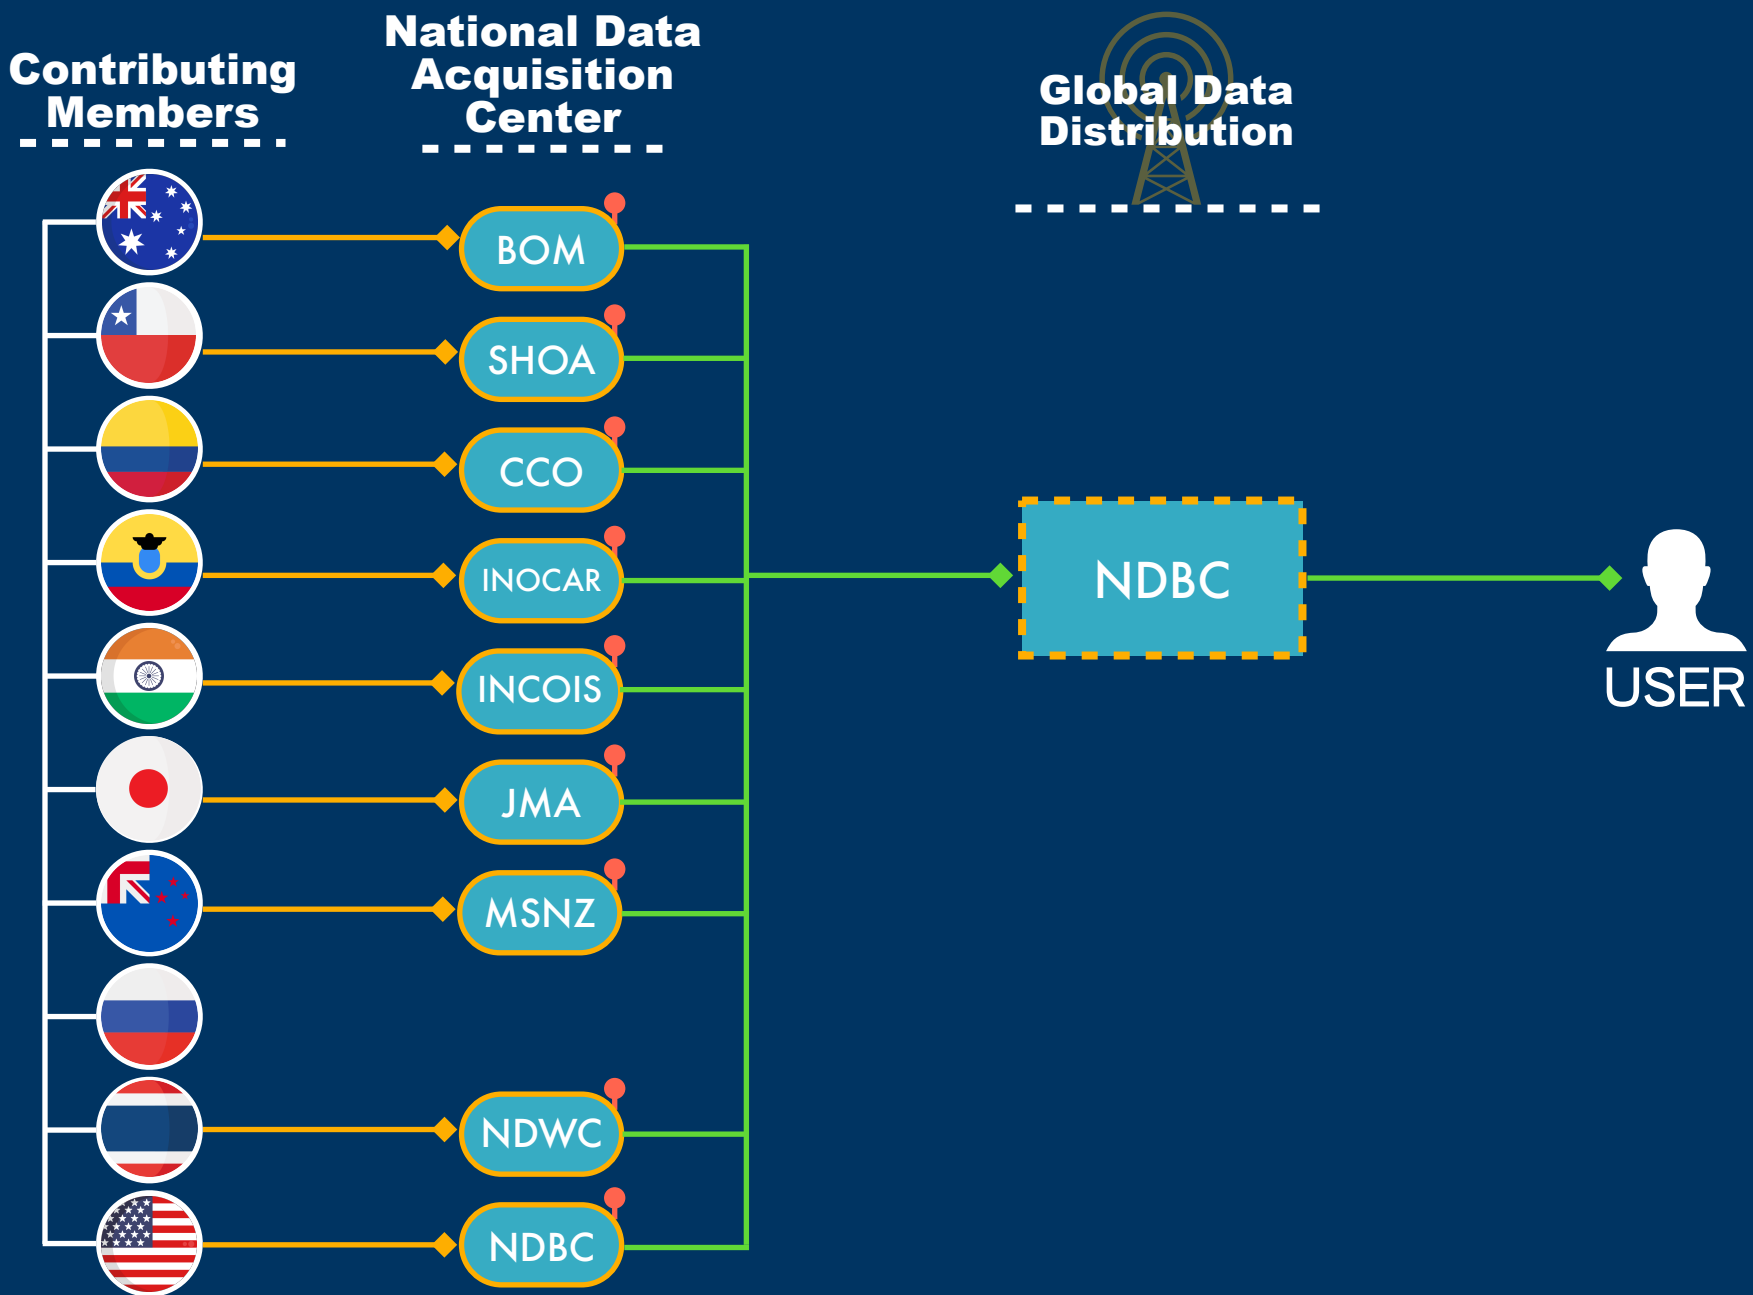 Contributing
Members
National Data
Acquisition
Center
Global Data
Distribution
BOM
SHOA
CCO
INOCAR
INCOIS
JMA
MSNZ
NDWC
NDBC
NDBC
USER